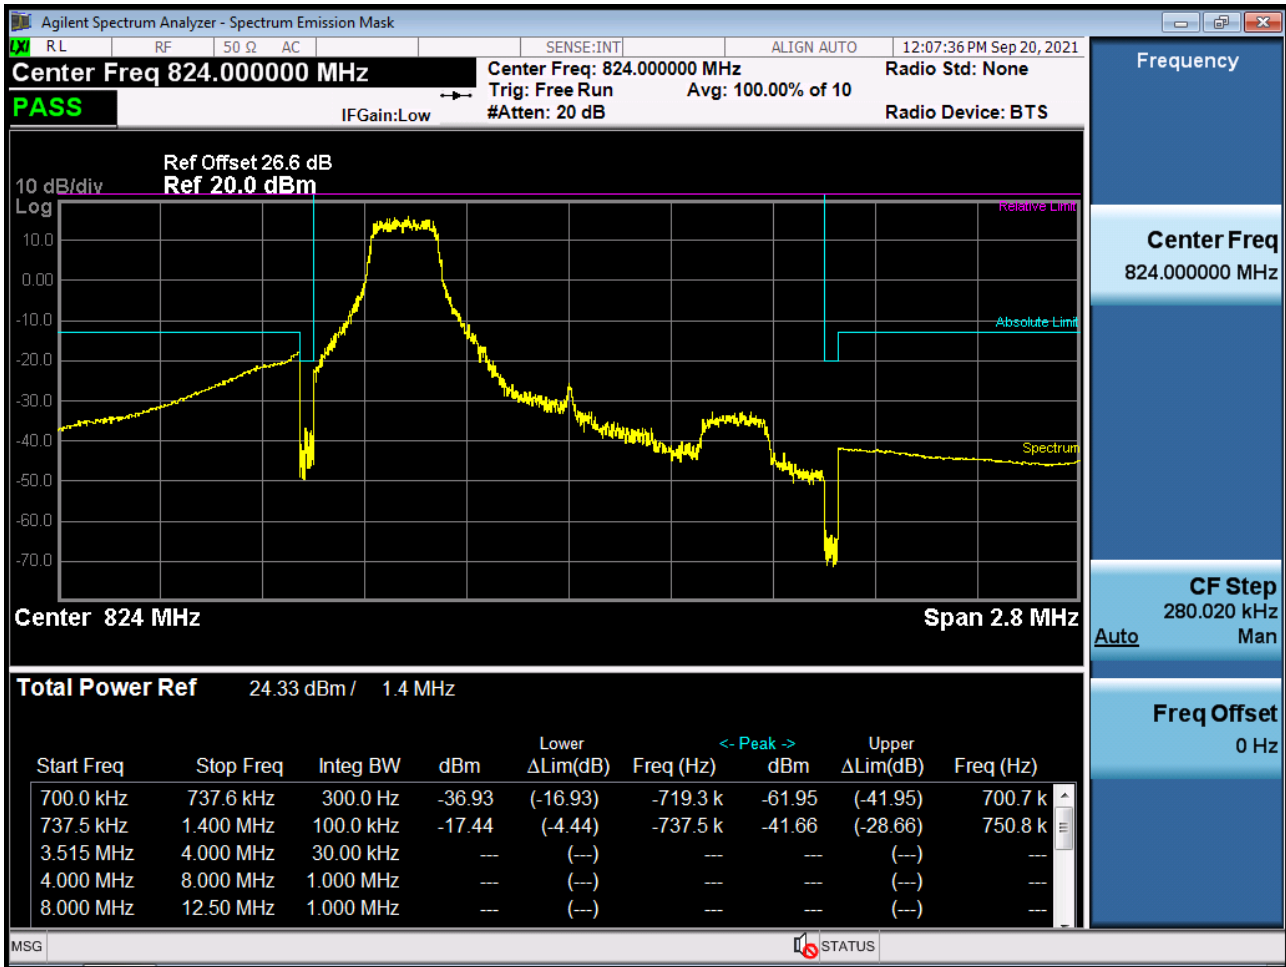 Agilent Spectrum Analyzer - Spectrum Emission Mask
LXI RL RF 50 Ω AC SENSE:INT ALIGN AUTO 12:07:36 PM Sep 20, 2021
Center Freq 824.000000 MHz
Center Freq: 824.000000 MHz Radio Std: None
Trig: Free Run Avg: 100.00% of 10
PASS
IFGain:Low #Atten: 20 dB Radio Device: BTS
Ref Offset 26.6 dB
10 dB/div Ref 20.0 dBm
Log
Relative Limit
10.0
0.00
-10.0
Absolute Limit
-20.0
-30.0
-40.0
Spectrum
-50.0
-60.0
-70.0
Center 824 MHz Span 2.8 MHz
Total Power Ref 24.33 dBm / 1.4 MHz
Lower <- Peak -> Upper
Start Freq Stop Freq Integ BW dBm ΔLim(dB) Freq (Hz) dBm ΔLim(dB) Freq (Hz)
700.0 kHz 737.6 kHz 300.0 Hz -36.93 (-16.93) -719.3 k -61.95 (-41.95) 700.7 k
737.5 kHz 1.400 MHz 100.0 kHz -17.44 (-4.44) -737.5 k -41.66 (-28.66) 750.8 k
3.515 MHz 4.000 MHz 30.00 kHz --- (---) --- --- (---) ---
4.000 MHz 8.000 MHz 1.000 MHz --- (---) --- --- (---) ---
8.000 MHz 12.50 MHz 1.000 MHz --- (---) --- --- (---) ---
MSG STATUS
Frequency
Center Freq
824.000000 MHz
CF Step
280.020 kHz
Auto Man
Freq Offset
0 Hz